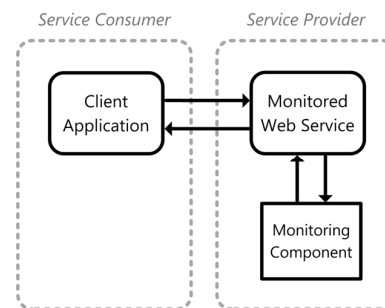 Service Consumer
Service Provider
Client
Application
Monitored
Web Service
Monitoring
Component